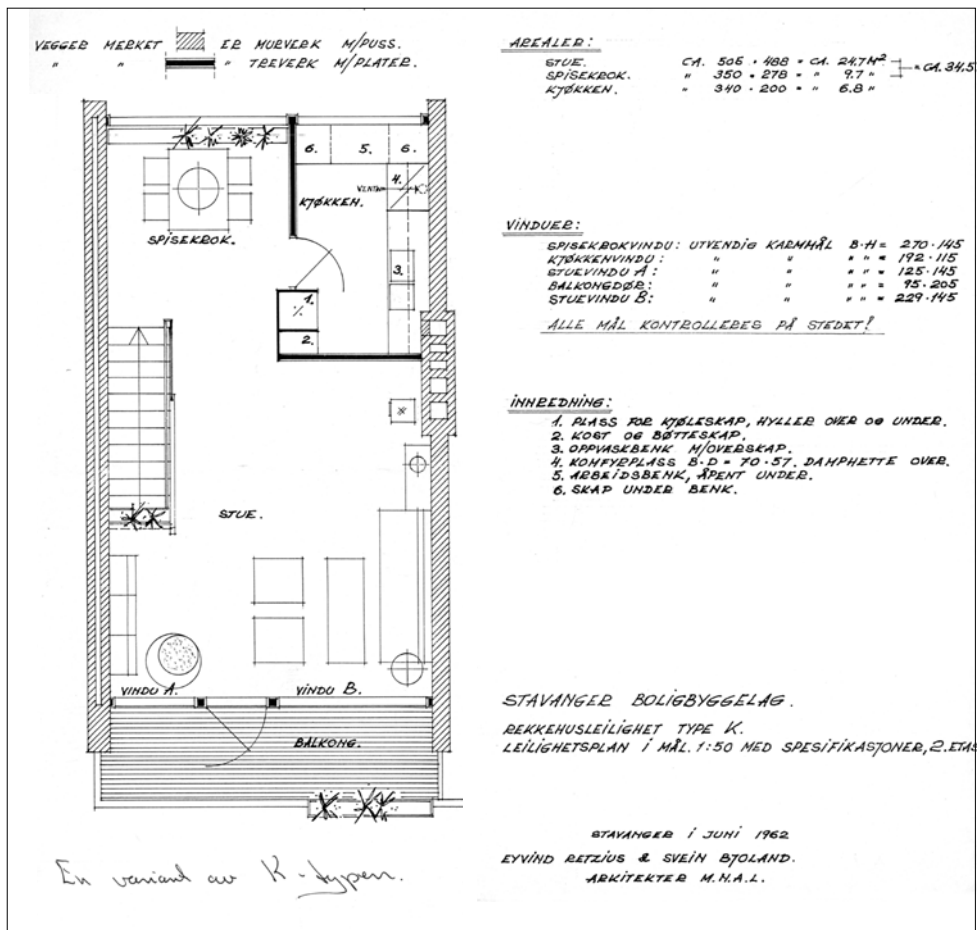 VEGGER MERKET ER MURVERK M/PUSS.
" " " TREVERK M/PLATER.
6. 5. 6.
4.
VENT.
KJØKKEN.
SPISEKROK.
3.
1.
2.
STUE.
VINDU A. VINDU B.
BALKONG.
En variant av K-typen.
AREALER:
STUE. CA. 506 · 488 = CA. 24.7 M²
SPISEKROK. " 350 · 278 = " 9.7 " = CA. 34.5
KJØKKEN. " 340 · 200 = " 6.8 "
VINDUER:
SPISEKROKVINDU: UTVENDIG KARMMÅL B·H = 270·145
KJØKKENVINDU: " " " " = 192·115
STUEVINDU A: " " " " = 125·145
BALKONGDØR: " " " " = 95·205
STUEVINDU B: " " " " = 229·145
ALLE MÅL KONTROLLERES PÅ STEDET!
INNREDNING:
1. PLASS FOR KJØLESKAP, HYLLER OVER OG UNDER.
2. KOST OG BØTTESKAP.
3. OPPVASKBENK M/OVERSKAP.
4. KOMFYRPLASS B·D = 70·57. DAMPHETTE OVER.
5. ARBEIDSBENK, ÅPENT UNDER.
6. SKAP UNDER BENK.
STAVANGER BOLIGBYGGELAG.
REKKEHUSLEILIGHET TYPE K.
LEILIGHETSPLAN I MÅL. 1:50 MED SPESIFIKASJONER, 2. ETAS
STAVANGER I JUNI 1962
EYVIND RETZIUS & SVEIN BJOLAND.
ARKITEKTER M.N.A.L.